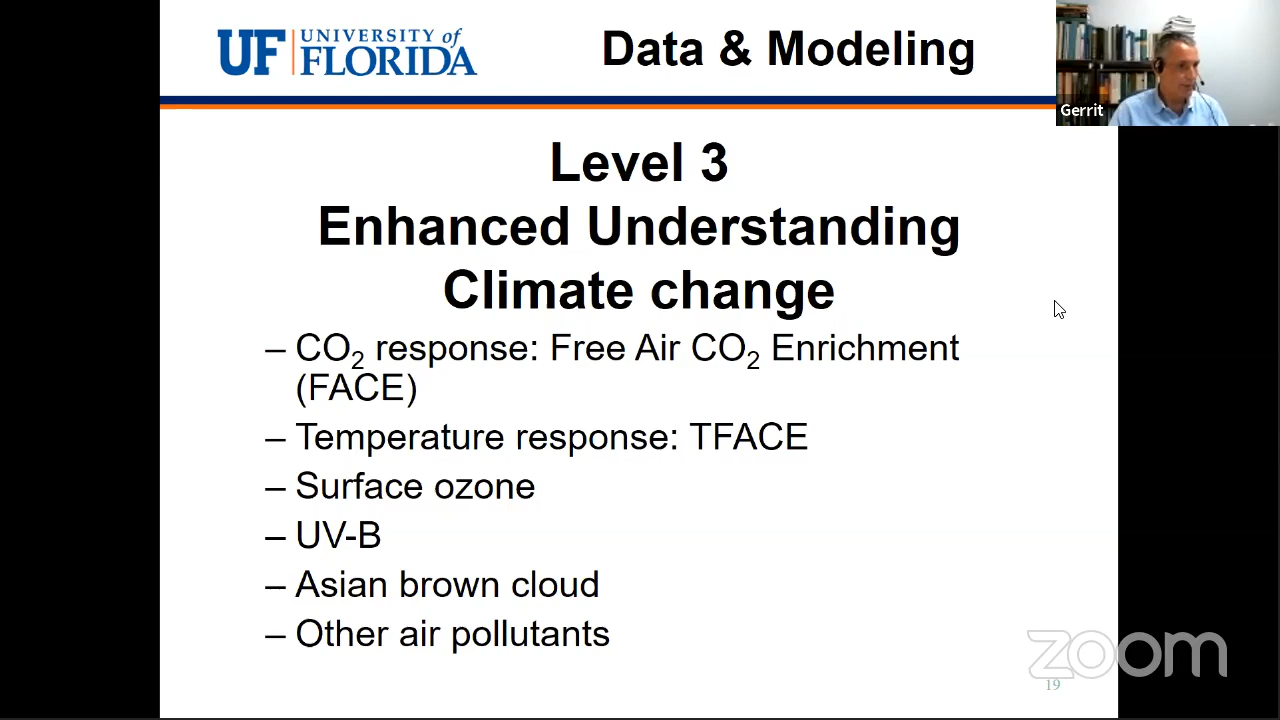 UF UNIVERSITY of
FLORIDA
Data & Modeling
Gerrit
Level 3
Enhanced Understanding
Climate change
– CO₂ response: Free Air CO₂ Enrichment
(FACE)
– Temperature response: TFACE
– Surface ozone
– UV-B
– Asian brown cloud
– Other air pollutants
zoom
19